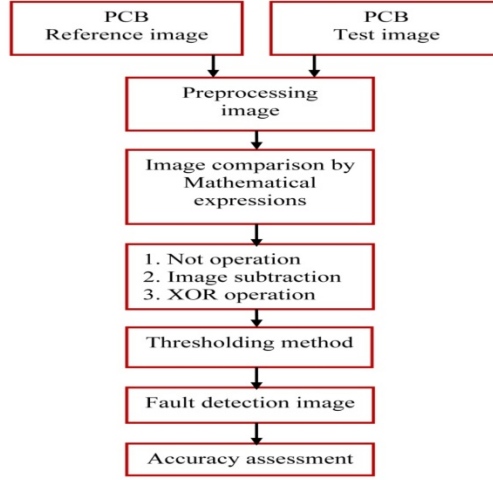 PCB
Reference image
PCB
Test image
Preprocessing
image
Image comparison by
Mathematical
expressions
1. Not operation
2. Image subtraction
3. XOR operation
Thresholding method
Fault detection image
Accuracy assessment